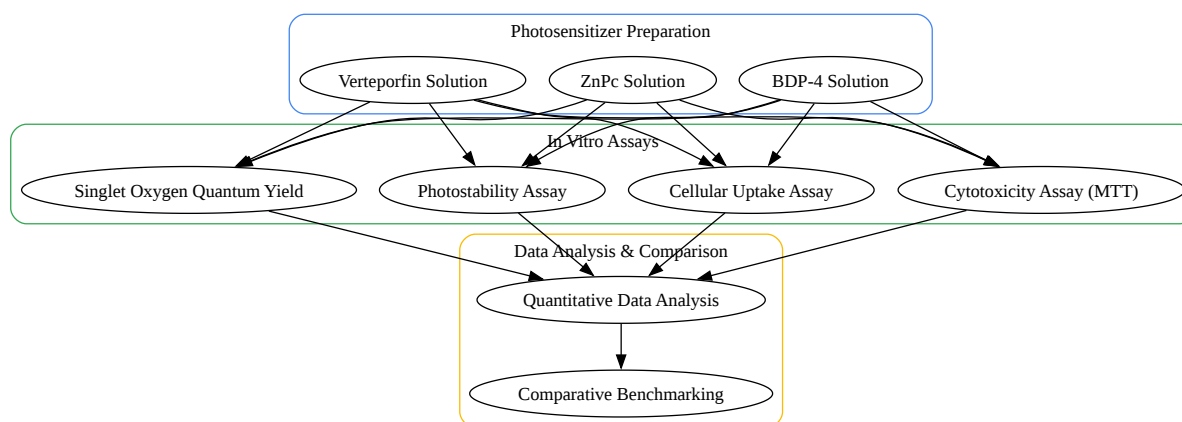 Photosensitizer Preparation
Verteporfin Solution
ZnPc Solution
BDP-4 Solution
In Vitro Assays
Singlet Oxygen Quantum Yield
Photostability Assay
Cellular Uptake Assay
Cytotoxicity Assay (MTT)
Data Analysis & Comparison
Quantitative Data Analysis
Comparative Benchmarking